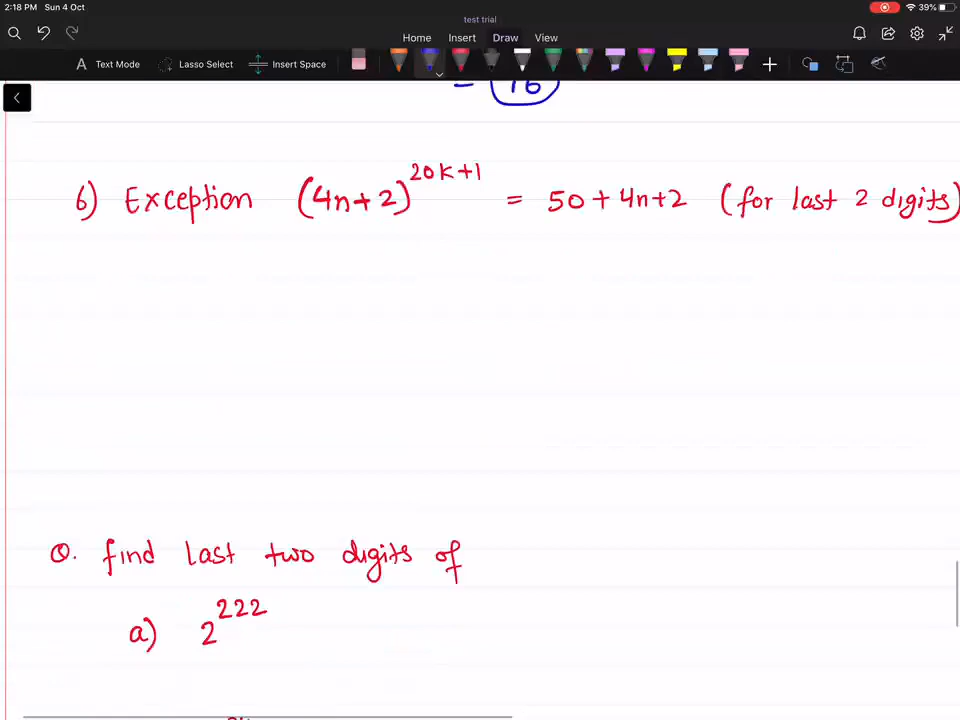 2:18 PM Sun 4 Oct
39%
test trial
Home Insert Draw View
Text Mode Lasso Select Insert Space
= 16
6) Exception (4n+2)^20k+1 = 50+4n+2 (for last 2 digits)
Q. find last two digits of
a) 2^222